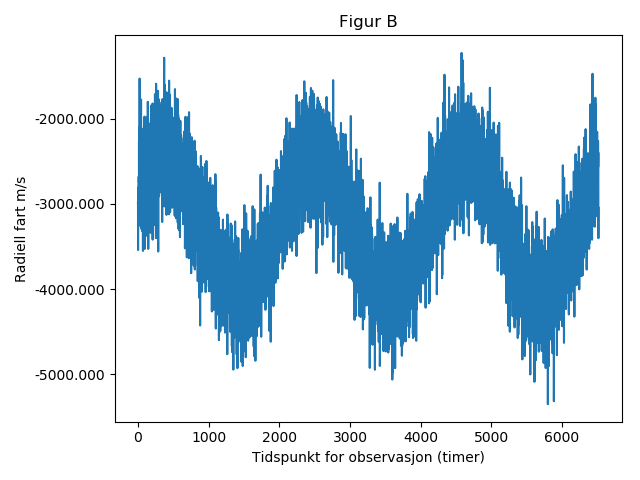 Figur B
-2000.000
-3000.000
-4000.000
-5000.000
Radiell fart m/s
0 1000 2000 3000 4000 5000 6000
Tidspunkt for observasjon (timer)